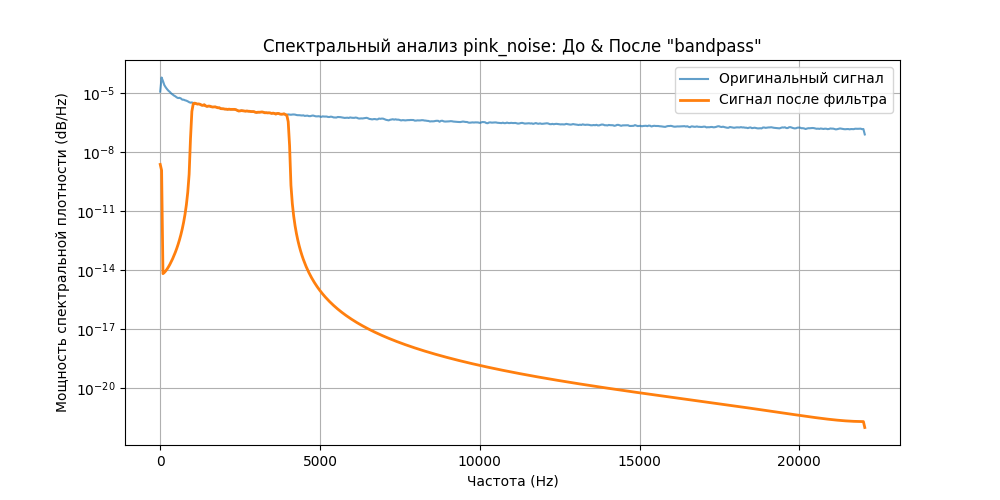 Спектральный анализ pink_noise: До & После "bandpass"
Оригинальный сигнал
Сигнал после фильтра
Мощность спектральной плотности (dB/Hz)
10⁻⁵
10⁻⁸
10⁻¹¹
10⁻¹⁴
10⁻¹⁷
10⁻²⁰
0 5000 10000 15000 20000
Частота (Hz)